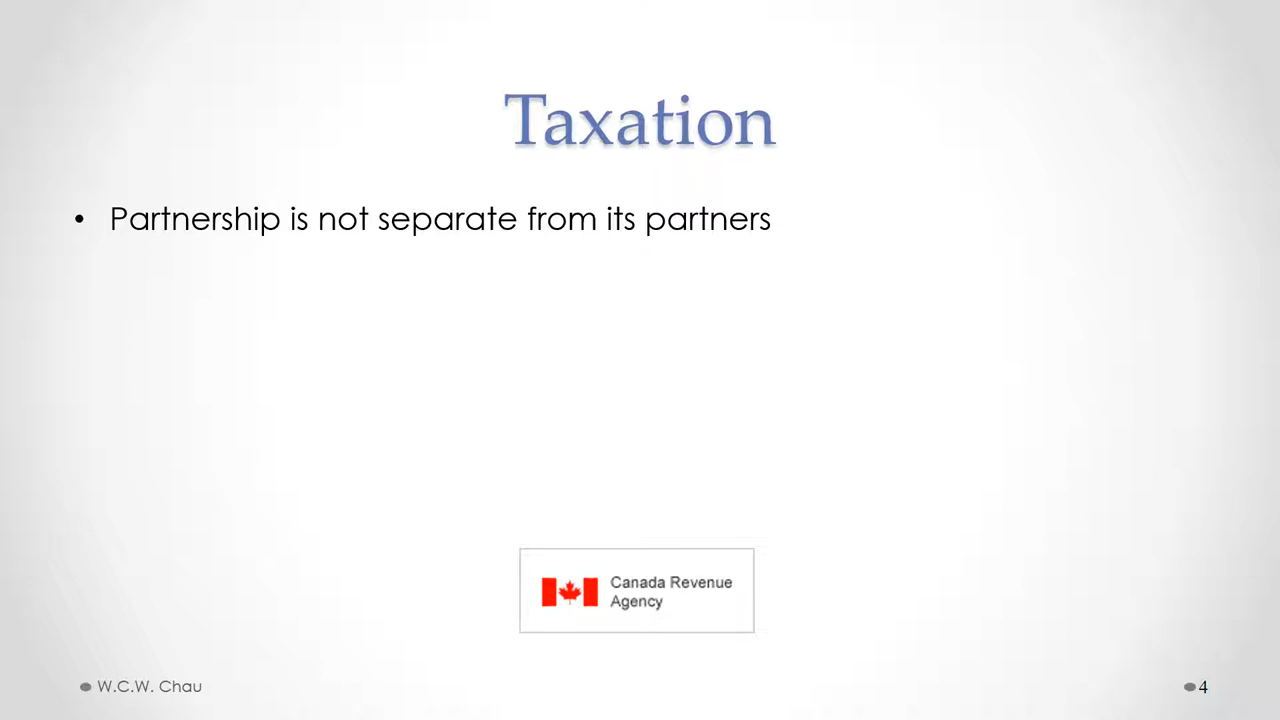 Taxation
• Partnership is not separate from its partners
Canada Revenue
Agency
W.C.W. Chau
4